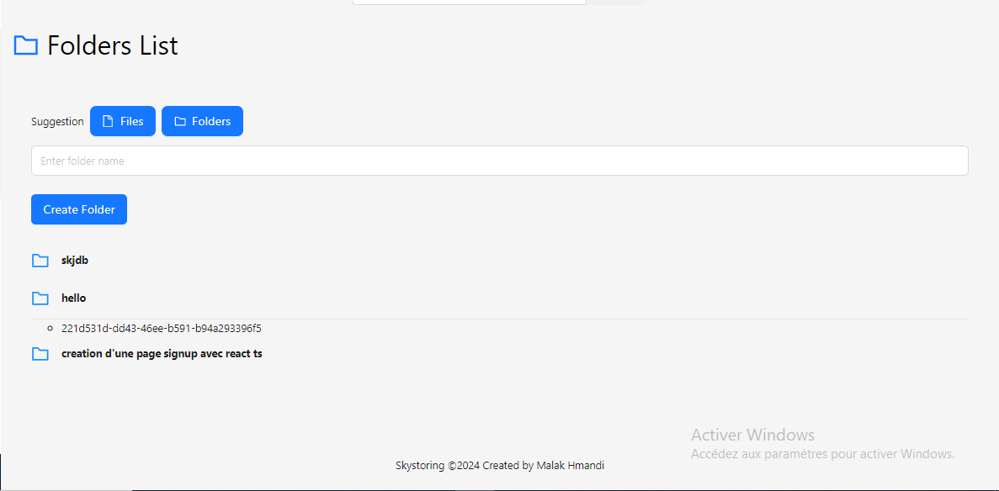 Folders List
Suggestion Files Folders
Enter folder name
Create Folder
skjdb
hello
221d531d-dd43-46ee-b591-b94a293396f5
creation d'une page signup avec react ts
Activer Windows
Accédez aux paramètres pour activer Windows.
Skystoring ©2024 Created by Malak Hmandi